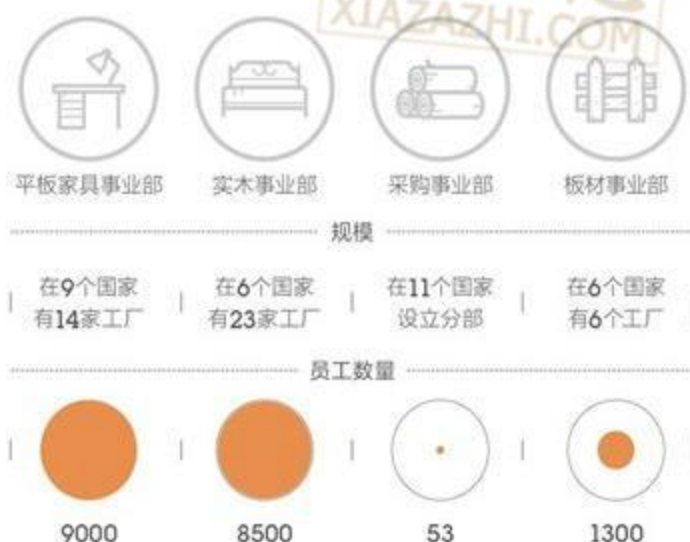 XIAZAZHI.COM
平板家具事业部 实木事业部 采购事业部 板材事业部
规模
在9个国家 在6个国家 在11个国家 在6个国家
有14家工厂 有23家工厂 设立分部 有6个工厂
员工数量
9000 8500 53 1300